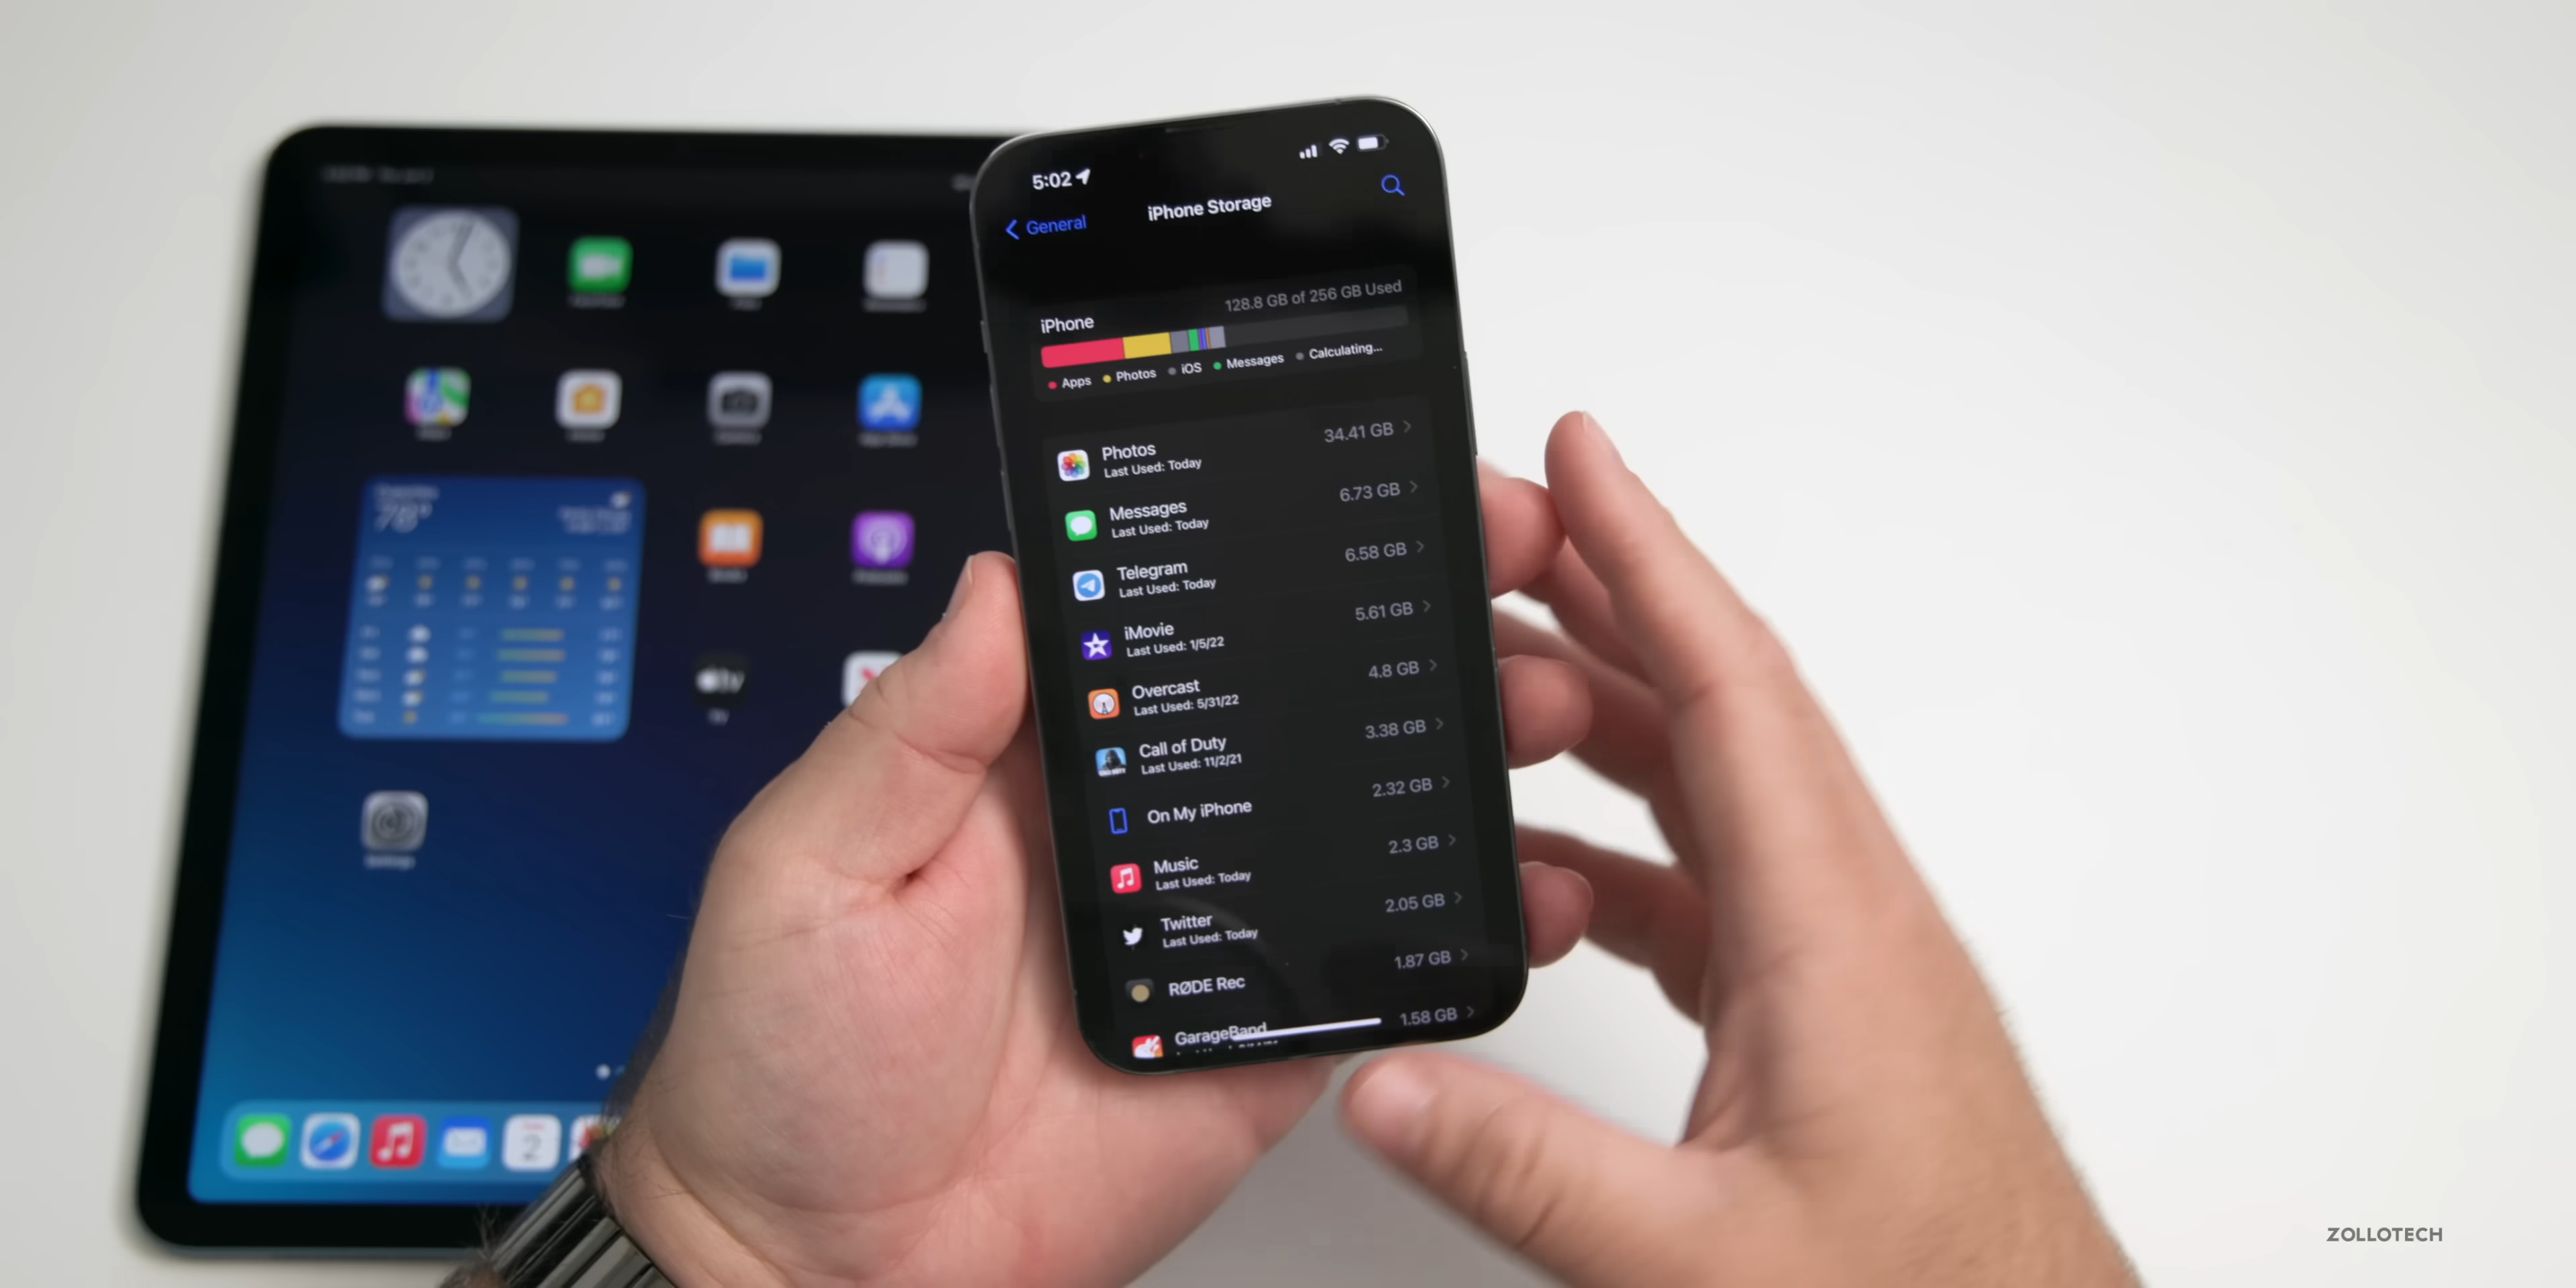 5:02
General
iPhone Storage
iPhone
128.8 GB of 256 GB Used
Apps
Photos
iOS
Messages
Calculating...
Photos
34.41 GB
Last Used: Today
Messages
6.73 GB
Last Used: Today
Telegram
6.58 GB
Last Used: Today
iMovie
5.61 GB
Last Used: 1/5/22
Overcast
4.8 GB
Last Used: 5/31/22
Call of Duty
3.38 GB
Last Used: 11/2/21
On My iPhone
2.32 GB
Music
2.3 GB
Last Used: Today
Twitter
2.05 GB
Last Used: Today
RØDE Rec
1.87 GB
GarageBand
1.58 GB
78°
tv
2
ZOLLOTECH